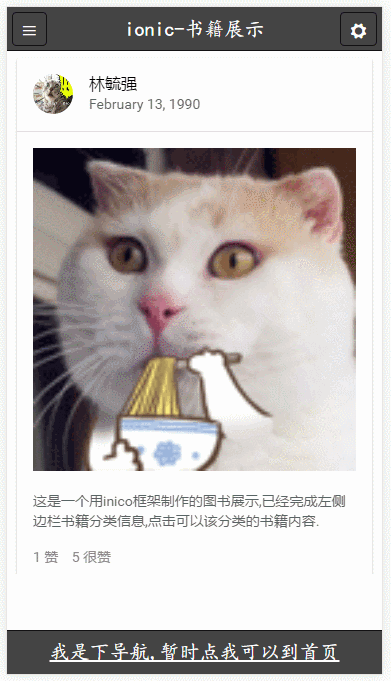 ionic-书籍展示
林毓强
February 13, 1990
这是一个用inico框架制作的图书展示,已经完成左侧
边栏书籍分类信息,点击可以该分类的书籍内容.
1 赞 5 很赞
我是下导航,暂时点我可以到首页